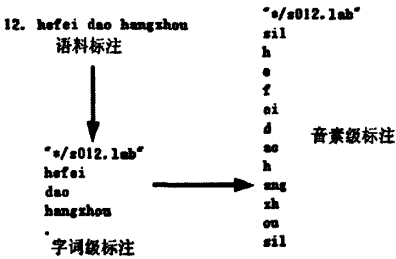 12. hefei dao hangzhou
语料标注
"*/s012.lab"
hefei
dao
hangzhou
.
字词级标注
"*/s012.lab"
sil
h
e
f
ei
d
ao
h
ang
zh
ou
sil
音素级标注